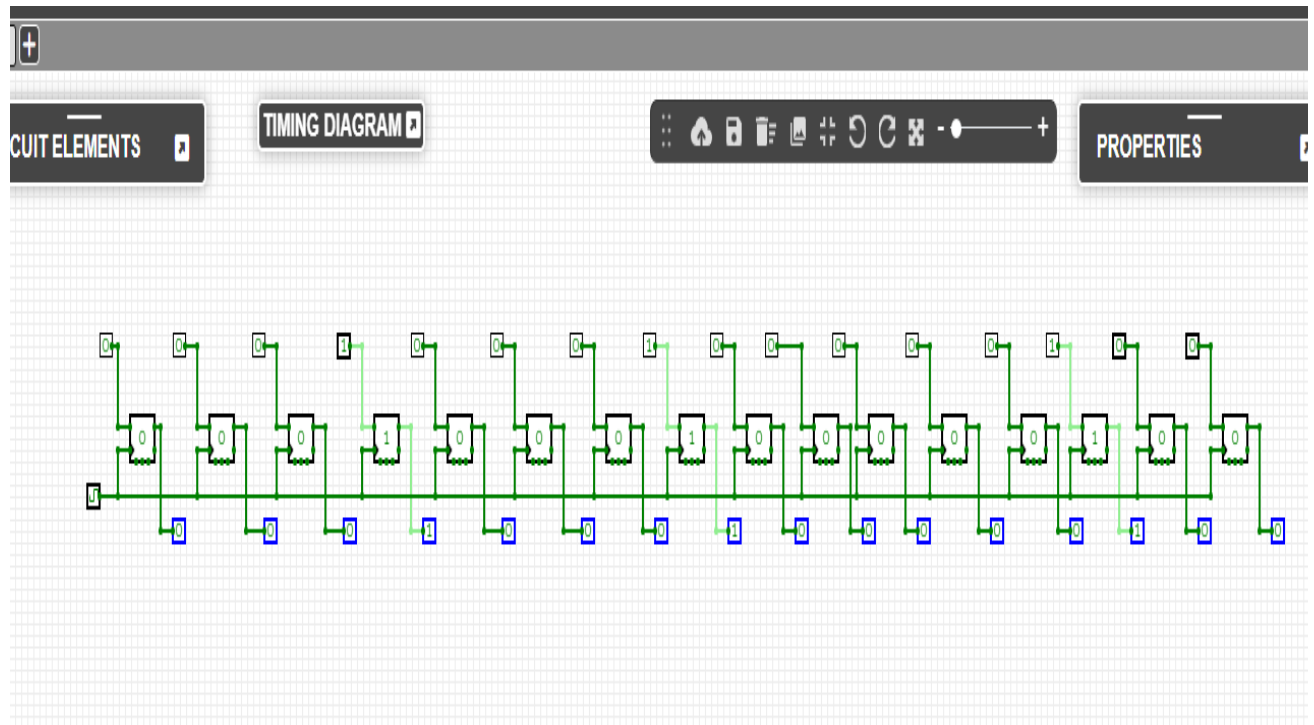 +
TIMING DIAGRAM
CUIT ELEMENTS
- +
PROPERTIES
0 0 0 1 0 0 0 1 0 0 0 0 0 1 0 0
0 0 0 1 0 0 0 1 0 0 0 0 0 1 0 0
0 0 0 1 0 0 0 1 0 0 0 0 0 1 0 0